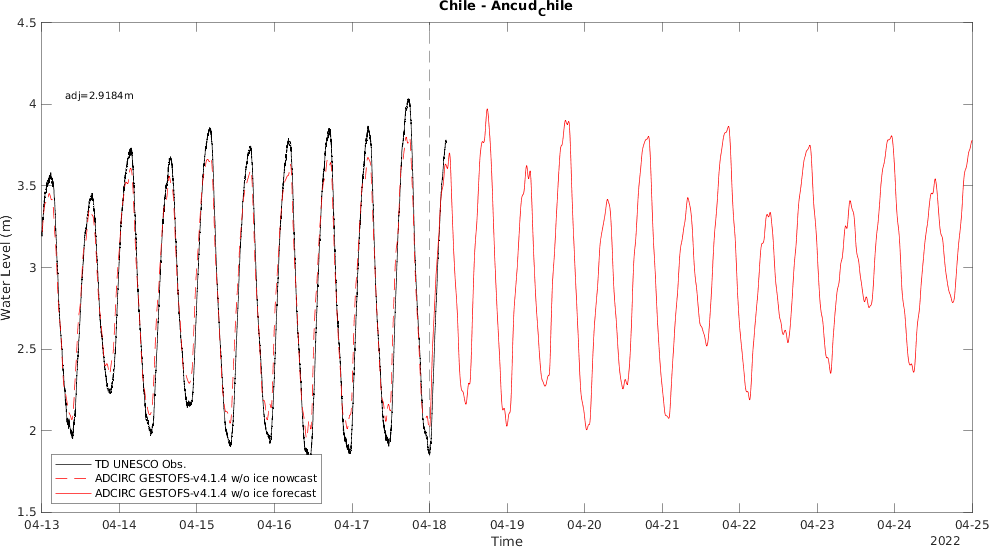 Chile - AncudChile
4.5
4
3.5
3
2.5
2
1.5
Water Level (m)
adj=2.9184m
TD UNESCO Obs.
ADCIRC GESTOFS-v4.1.4 w/o ice nowcast
ADCIRC GESTOFS-v4.1.4 w/o ice forecast
04-13 04-14 04-15 04-16 04-17 04-18 04-19 04-20 04-21 04-22 04-23 04-24 04-25
Time
2022